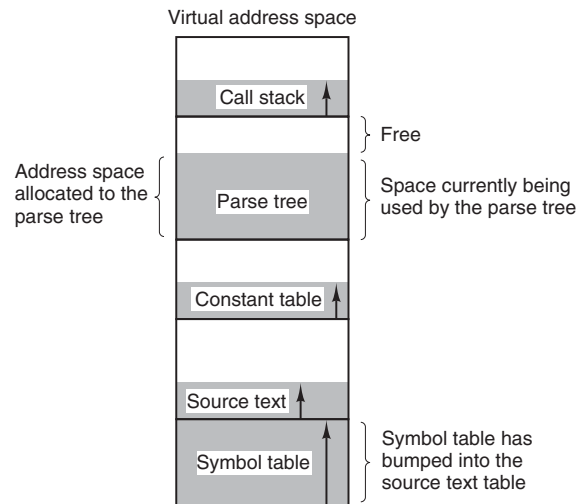 Virtual address space
Call stack
Free
Address space
allocated to the
parse tree
Parse tree
Space currently being
used by the parse tree
Constant table
Source text
Symbol table
Symbol table has
bumped into the
source text table